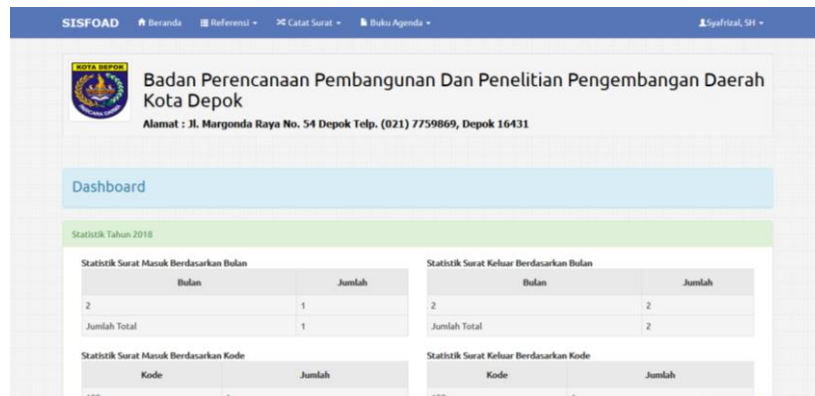 SISFOAD Beranda Referensi Catat Surat Buku Agenda Syafrizal, SH
KOTA DEPOK
Badan Perencanaan Pembangunan Dan Penelitian Pengembangan Daerah
Kota Depok
Alamat : Jl. Margonda Raya No. 54 Depok Telp. (021) 7759869, Depok 16431
Dashboard
Statistik Tahun 2018
Statistik Surat Masuk Berdasarkan Bulan
Bulan Jumlah
2 1
Jumlah Total 1
Statistik Surat Keluar Berdasarkan Bulan
Bulan Jumlah
2 2
Jumlah Total 2
Statistik Surat Masuk Berdasarkan Kode
Kode Jumlah
Statistik Surat Keluar Berdasarkan Kode
Kode Jumlah